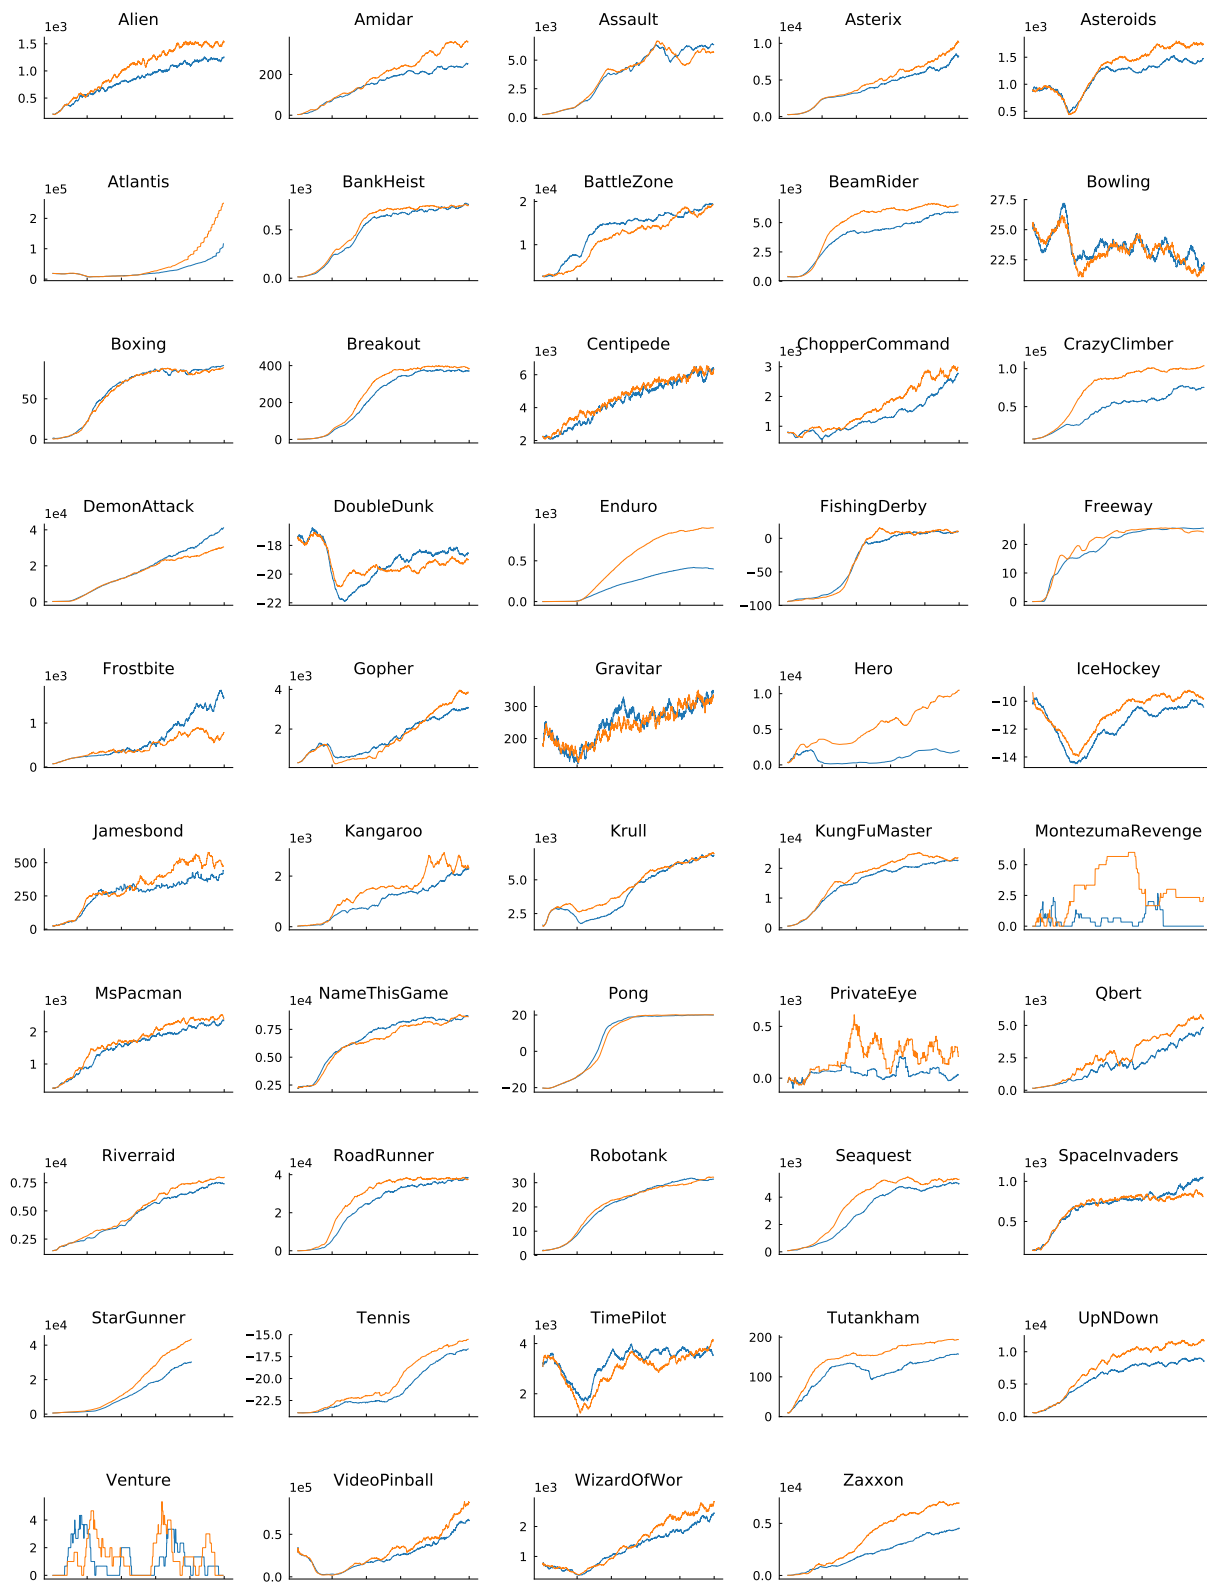 Alien Amidar Assault Asterix Asteroids
1e3 1e3 1e4 1e3
1.5 1.0 0.5
400 200 0
5.0 2.5 0.0
1.0 0.5 0.0
1.5 1.0 0.5
Atlantis BankHeist BattleZone BeamRider Bowling
1e5 1e3 1e4 1e3
2 1 0
0.5 0.0
2 1
5.0 2.5 0.0
27.5 25.0 22.5
Boxing Breakout Centipede ChopperCommand CrazyClimber
1e3 1e3 1e5
50 0
400 200 0
6 4 2
3 2 1
1.0 0.5
DemonAttack DoubleDunk Enduro FishingDerby Freeway
1e4 1e3
4 2 0
−18 −20 −22
0.5 0.0
0 −50 −100
20 10 0
Frostbite Gopher Gravitar Hero IceHockey
1e3 1e3 1e4
1 0
4 2
300 200
1.0 0.5 0.0
−10 −12 −14
Jamesbond Kangaroo Krull KungFuMaster MontezumaRevenge
1e3 1e3 1e4
500 250 0
2 0
7.5 5.0 2.5
2 1 0
5.0 2.5 0.0
MsPacman NameThisGame Pong PrivateEye Qbert
1e3 1e4 1e3 1e3
2 1
0.75 0.50 0.25
20 0 −20
0.5 0.0
5.0 2.5 0.0
Riverraid RoadRunner Robotank Seaquest SpaceInvaders
1e4 1e4 1e3 1e3
0.75 0.50 0.25
4 2 0
30 20 10 0
4 2 0
1.0 0.5
StarGunner Tennis TimePilot Tutankham UpNDown
1e4 1e3 1e4
4 2 0
−15.0 −17.5 −20.0 −22.5
4 2
200 100 0
1.0 0.5 0.0
Venture VideoPinball WizardOfWor Zaxxon
1e5 1e3 1e4
4 2 0
0.5 0.0
2 1
0.5 0.0